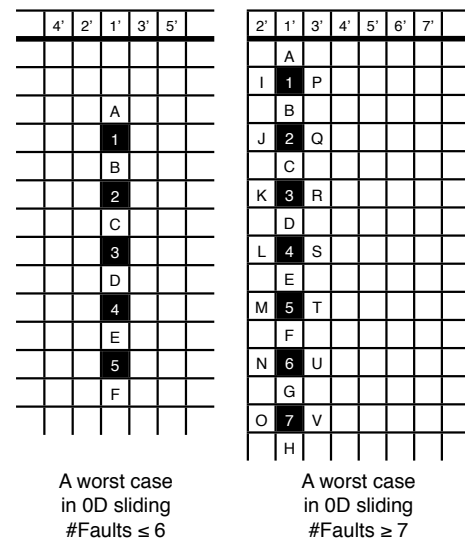 4' 2' 1' 3' 5'
A
1
B
2
C
3
D
4
E
5
F
A worst case
in 0D sliding
#Faults ≤ 6
2' 1' 3' 4' 5' 6' 7'
A
I 1 P
B
J 2 Q
C
K 3 R
D
L 4 S
E
M 5 T
F
N 6 U
G
O 7 V
H
A worst case
in 0D sliding
#Faults ≥ 7